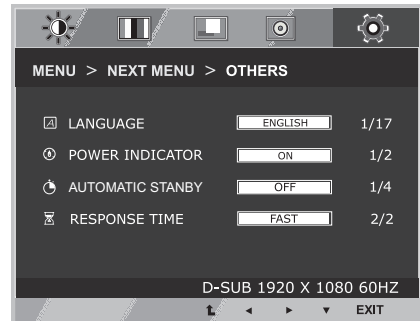 MENU > NEXT MENU > OTHERS
LANGUAGE ENGLISH 1/17
POWER INDICATOR ON 1/2
AUTOMATIC STANBY OFF 1/4
RESPONSE TIME FAST 2/2
D-SUB 1920 X 1080 60HZ
EXIT